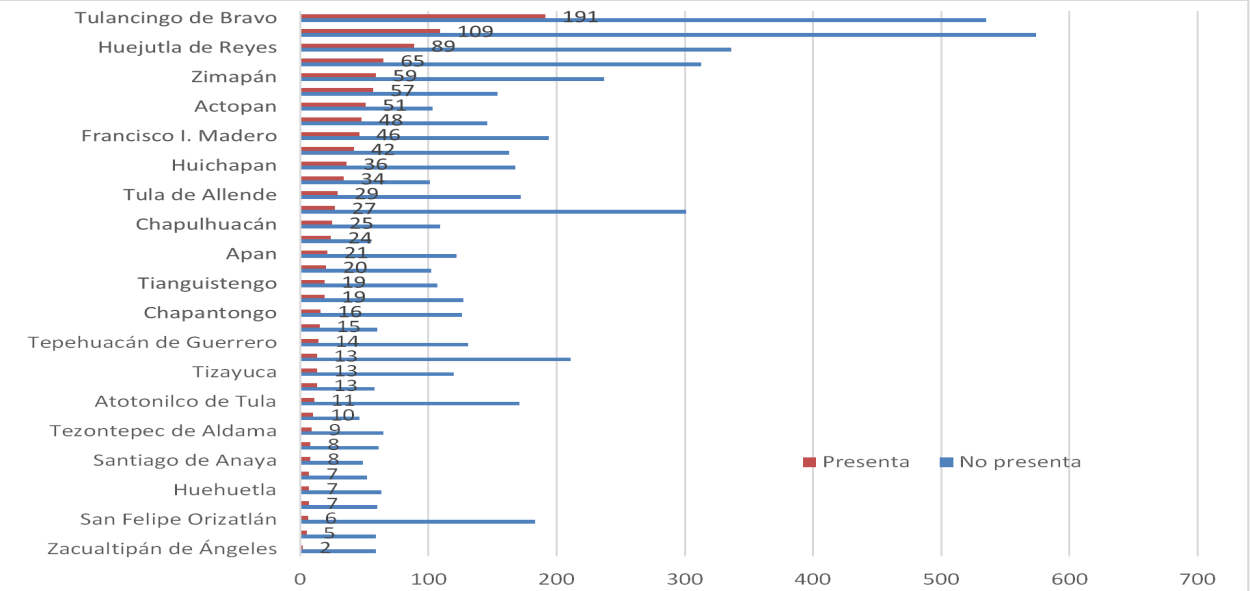 Tulancingo de Bravo 191
109
Huejutla de Reyes 89
65
Zimapán 59
57
Actopan 51
48
Francisco I. Madero 46
42
Huichapan 36
34
Tula de Allende 29
27
Chapulhuacán 25
24
Apan 21
20
Tianguistengo 19
19
Chapantongo 16
15
Tepehuacán de Guerrero 14
13
Tizayuca 13
13
Atotonilco de Tula 11
10
Tezontepec de Aldama 9
8
Santiago de Anaya 8
Presenta No presenta
7
Huehuetla 7
7
San Felipe Orizatlán 6
5
Zacualtipán de Ángeles 2
0 100 200 300 400 500 600 700